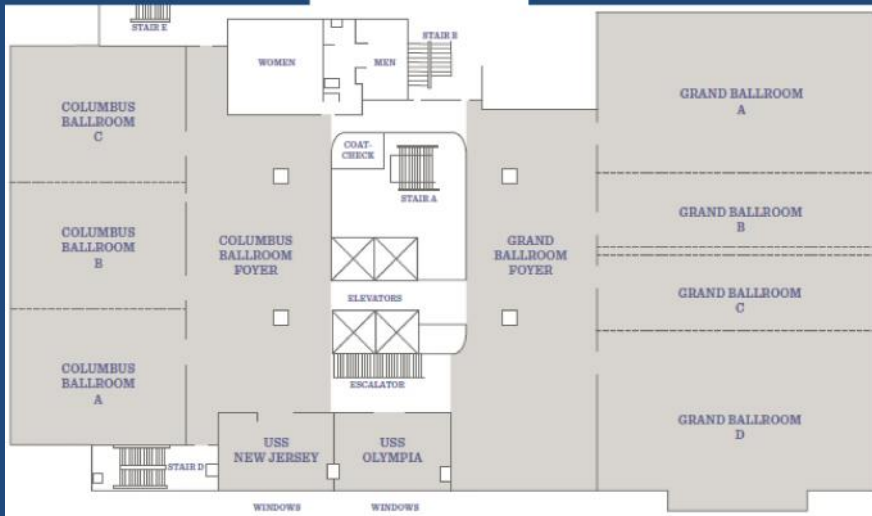 STAIR E
WOMEN
MEN
STAIR B
COLUMBUS
BALLROOM
C
GRAND BALLROOM
A
COAT-
CHECK
STAIR A
COLUMBUS
BALLROOM
B
COLUMBUS
BALLROOM
FOYER
GRAND
BALLROOM
FOYER
GRAND BALLROOM
B
ELEVATORS
GRAND BALLROOM
C
COLUMBUS
BALLROOM
A
ESCALATOR
GRAND BALLROOM
D
STAIR D
USS
NEW JERSEY
USS
OLYMPIA
WINDOWS
WINDOWS